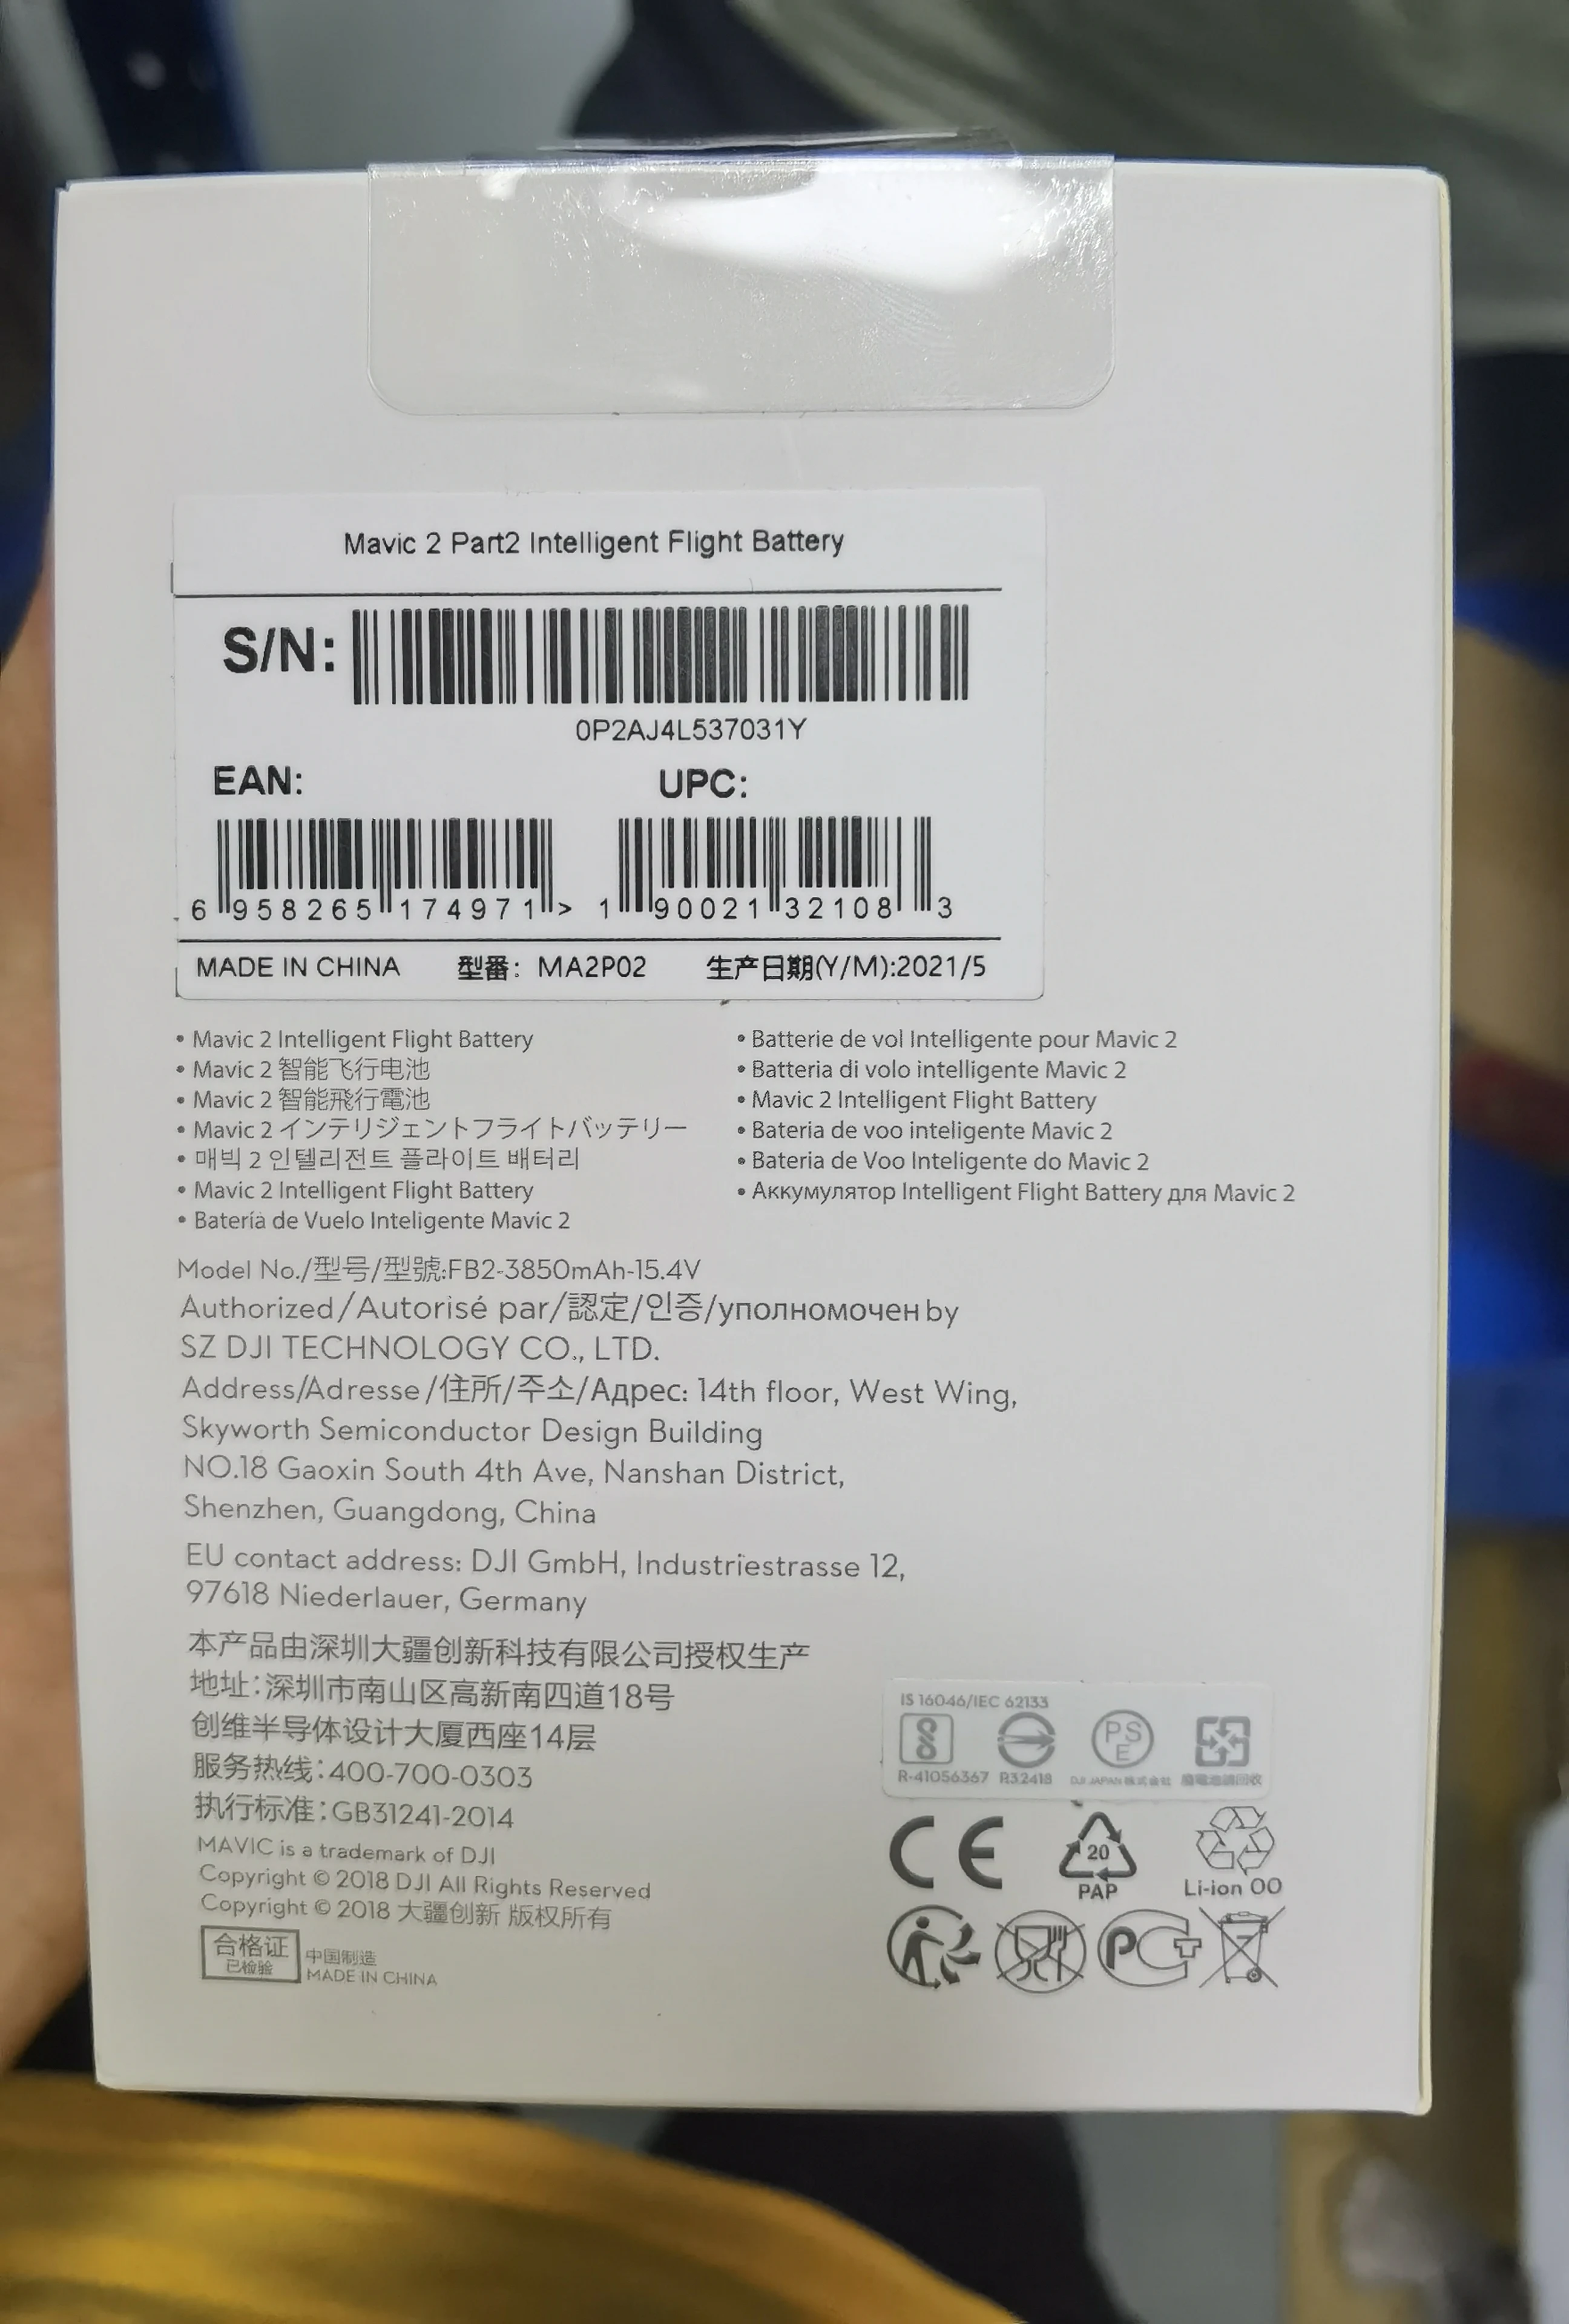 Mavic 2 Part2 Intelligent Flight Battery
S/N:
0P2AJ4L537031Y
EAN:
UPC:
6 958265 174971 >
1 90021 32108 3
MADE IN CHINA 型番: MA2P02 生产日期(Y/M):2021/5
• Mavic 2 Intelligent Flight Battery
• Mavic 2 智能飞行电池
• Mavic 2 智能飛行電池
• Mavic 2 インテリジェントフライトバッテリー
• 매빅 2 인텔리전트 플라이트 배터리
• Mavic 2 Intelligent Flight Battery
• Batería de Vuelo Inteligente Mavic 2
• Batterie de vol Intelligente pour Mavic 2
• Batteria di volo intelligente Mavic 2
• Mavic 2 Intelligent Flight Battery
• Bateria de voo inteligente Mavic 2
• Bateria de Voo Inteligente do Mavic 2
• Аккумулятор Intelligent Flight Battery для Mavic 2
Model No./型号/型號:FB2-3850mAh-15.4V
Authorized/Autorisé par/認定/인증/уполномочен by
SZ DJI TECHNOLOGY CO., LTD.
Address/Adresse/住所/주소/Адрес: 14th floor, West Wing,
Skyworth Semiconductor Design Building
NO.18 Gaoxin South 4th Ave, Nanshan District,
Shenzhen, Guangdong, China
EU contact address: DJI GmbH, Industriestrasse 12,
97618 Niederlauer, Germany
本产品由深圳大疆创新科技有限公司授权生产
地址:深圳市南山区高新南四道18号
创维半导体设计大厦西座14层
服务热线:400-700-0303
执行标准:GB31241-2014
MAVIC is a trademark of DJI
Copyright © 2018 DJI All Rights Reserved
Copyright © 2018 大疆创新 版权所有
合格证
已检验
中国制造
MADE IN CHINA
IS 16046/IEC 62133
PSE
R-41056367 R32418 DJI JAPAN 株式会社 廢電池請回收
CE
20
PAP
Li-ion 00